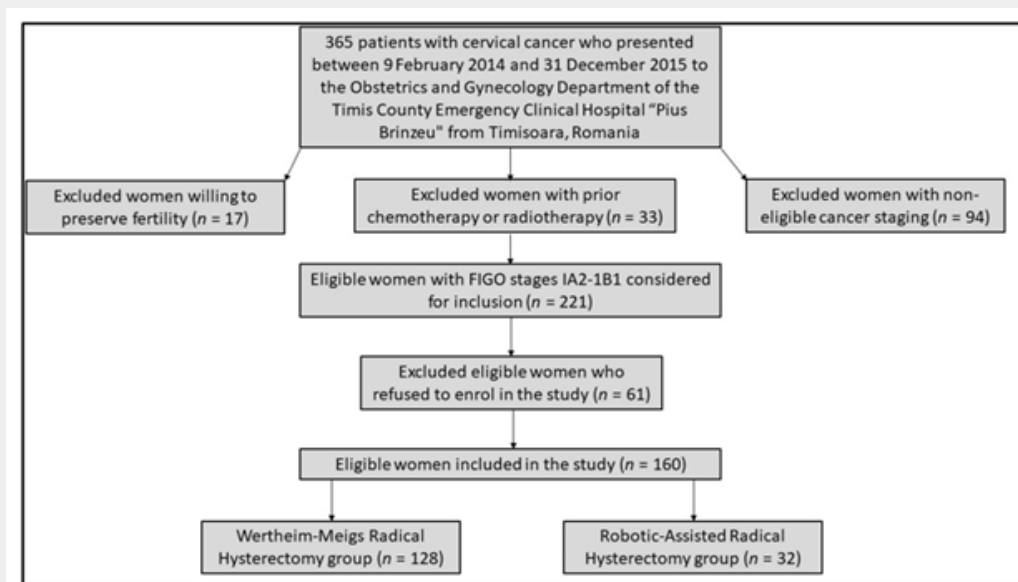 365 patients with cervical cancer who presented
between 9 February 2014 and 31 December 2015 to
the Obstetrics and Gynecology Department of the
Timis County Emergency Clinical Hospital “Pius
Brinzeu" from Timisoara, Romania
Excluded women willing to
preserve fertility (n = 17)
Excluded women with prior
chemotherapy or radiotherapy (n = 33)
Excluded women with non-
eligible cancer staging (n = 94)
Eligible women with FIGO stages IA2-1B1 considered
for inclusion (n = 221)
Excluded eligible women who
refused to enrol in the study (n = 61)
Eligible women included in the study (n = 160)
Wertheim-Meigs Radical
Hysterectomy group (n = 128)
Robotic-Assisted Radical
Hysterectomy group (n = 32)